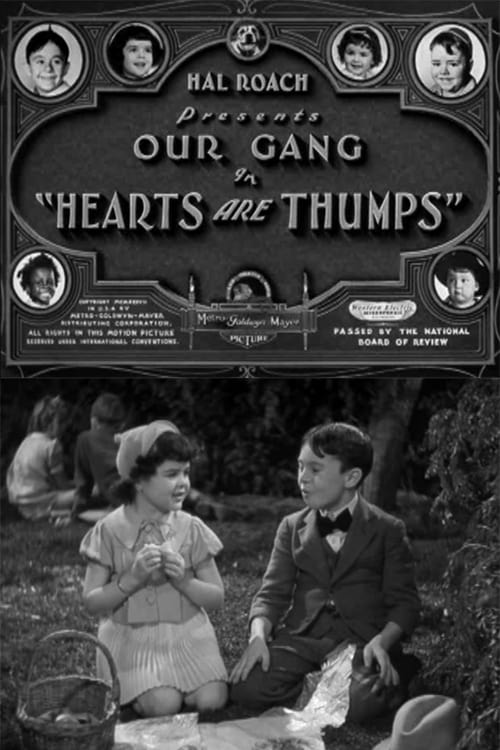 HAL ROACH
Presents
OUR GANG
In
"HEARTS ARE THUMPS"
COPYRIGHT MCMXXXVII
IN U.S.A. BY
METRO-GOLDWYN-MAYER
DISTRIBUTING CORPORATION,
ALL RIGHTS IN THIS MOTION PICTURE
RESERVED UNDER INTERNATIONAL CONVENTIONS.
Metro-Goldwyn-Mayer
PICTURE
Western Electric
PASSED BY THE NATIONAL
BOARD OF REVIEW